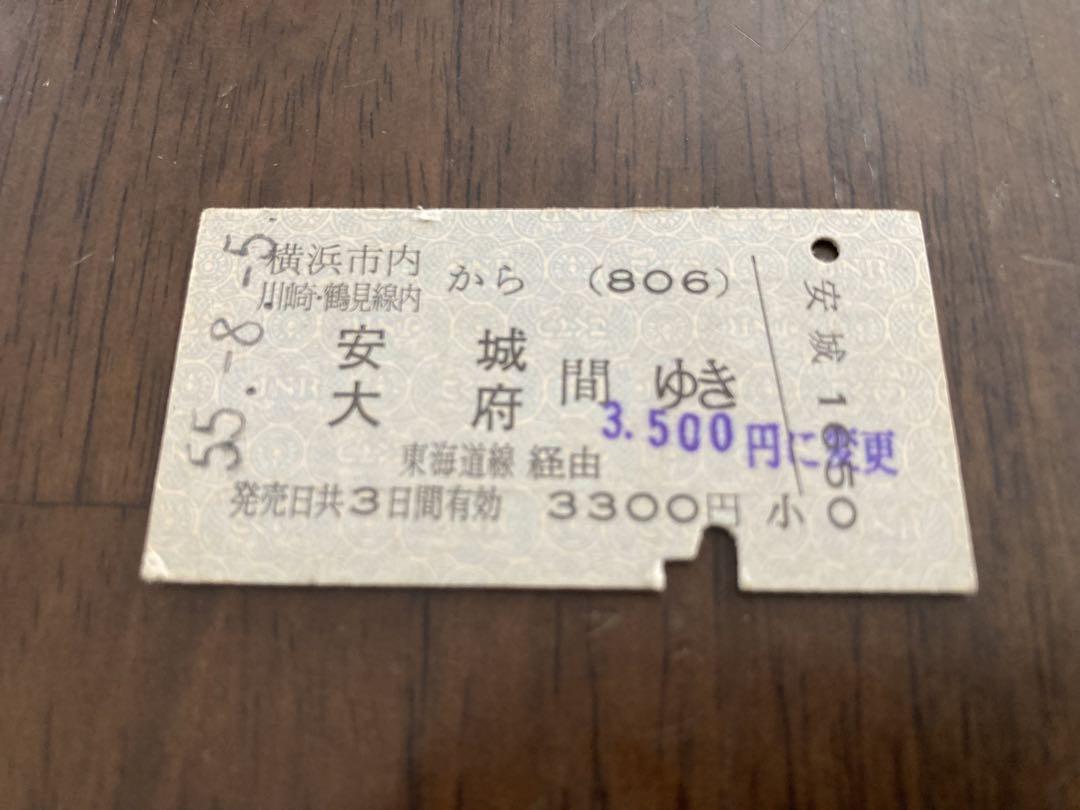 55.-8.-5
横浜市内
川崎・鶴見線内 から (806)
安城
大府 間 ゆき
3.500円に変更
東海道線 経由
発売日共3日間有効 3300円
小 安城 1650